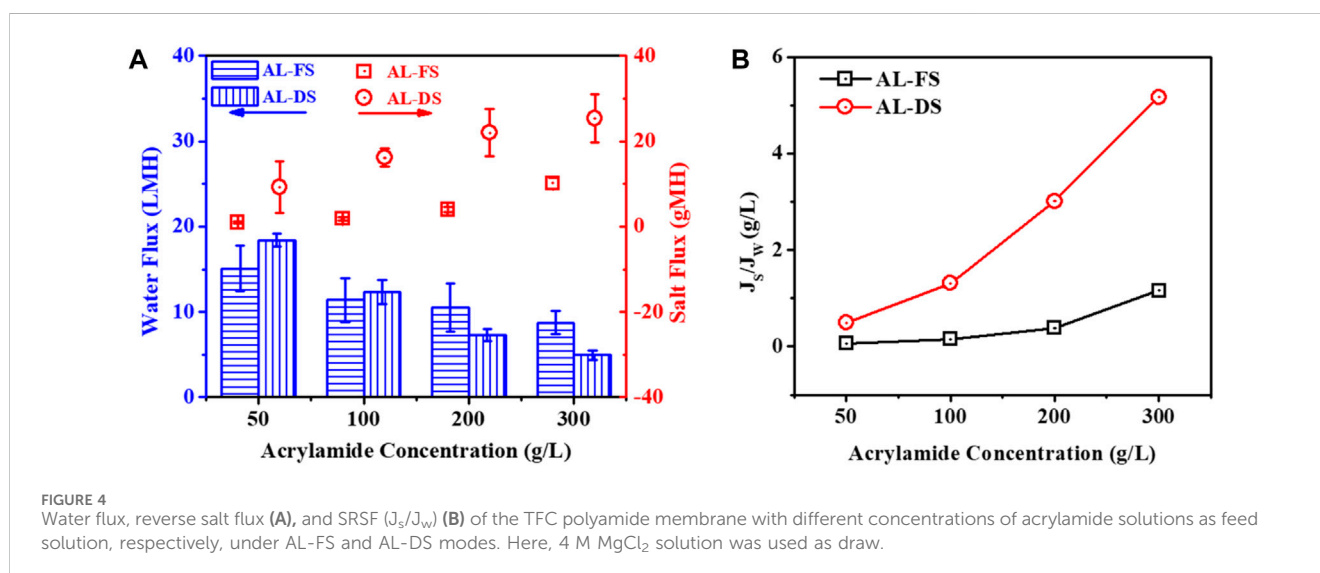 A
40
30
20
10
0
Water Flux (LMH)
AL-FS
AL-DS
AL-FS
AL-DS
40
20
0
-20
-40
Salt Flux (gMH)
50
100
200
300
Acrylamide Concentration (g/L)
B
6
4
2
0
Js/Jw (g/L)
AL-FS
AL-DS
50
100
200
300
Acrylamide Concentration (g/L)
FIGURE 4
Water flux, reverse salt flux (A), and SRSF (Js/Jw) (B) of the TFC polyamide membrane with different concentrations of acrylamide solutions as feed
solution, respectively, under AL-FS and AL-DS modes. Here, 4 M MgCl2 solution was used as draw.